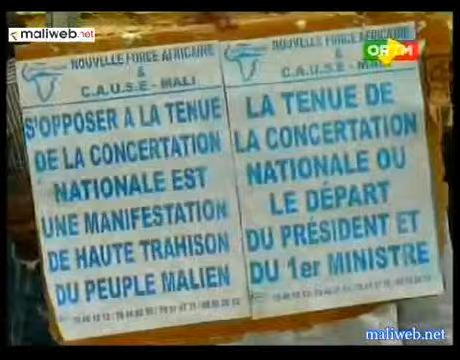 maliweb.net
ORTM
NOUVELLE FORCE AFRICAINE
&
C.A.U.S.E - MALI
S'OPPOSER A LA TENUE
DE LA CONCERTATION
NATIONALE EST
UNE MANIFESTATION
DE HAUTE TRAHISON
DU PEUPLE MALIEN
NOUVELLE FORCE AFRICAINE
&
C.A.U.S.E - MALI
LA TENUE DE
LA CONCERTATION
NATIONALE OU
LE DÉPART
DU PRÉSIDENT ET
DU 1er MINISTRE
maliweb.net